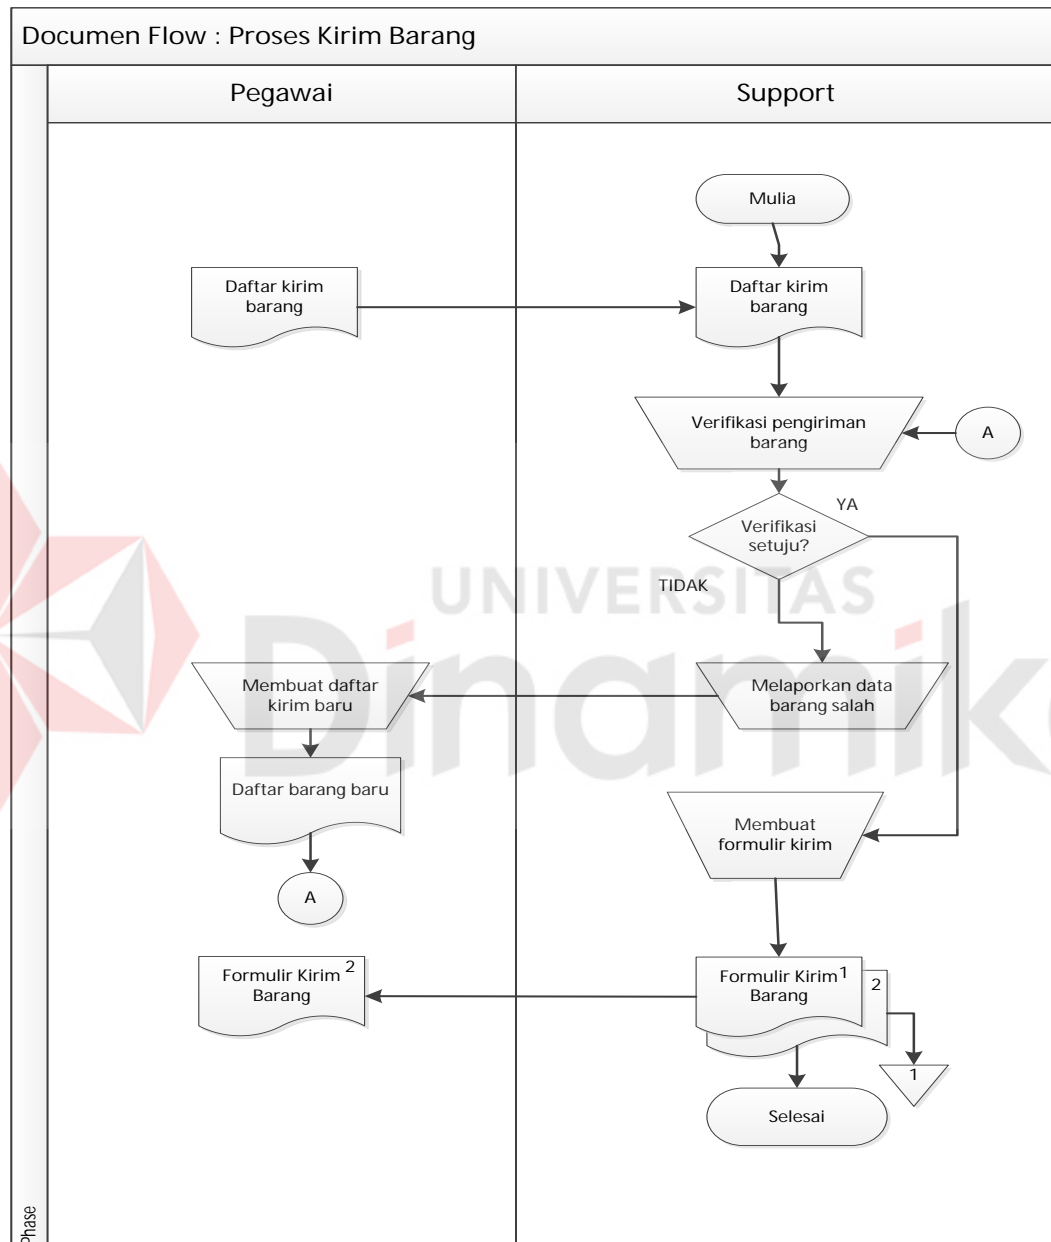 Documen Flow : Proses Kirim Barang
Pegawai
Support
Mulia
Daftar kirim
barang
Daftar kirim
barang
Verifikasi pengiriman
barang
A
YA
Verifikasi
setuju?
TIDAK
UNIVERSITAS
Dinamika
Membuat daftar
kirim baru
Melaporkan data
barang salah
Daftar barang baru
Membuat
formulir kirim
A
Formulir Kirim 2
Barang
Formulir Kirim 1
Barang
2
1
Selesai
Phase